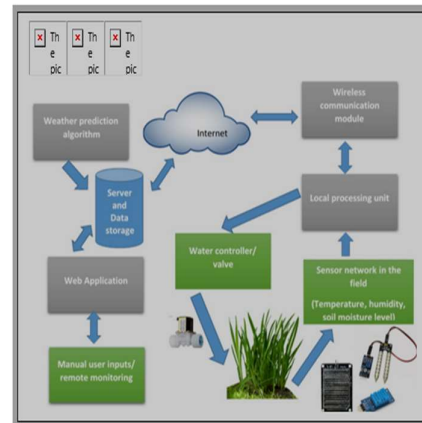 Th Th Th
e e e
pic pic pic
Weather prediction
algorithm
Internet
Wireless
communication
module
Server
and
Data
storage
Local processing unit
Water controller/
valve
Web Application
Sensor network in the
field
(Temperature, humidity,
soil moisture level)
Manual user inputs/
remote monitoring